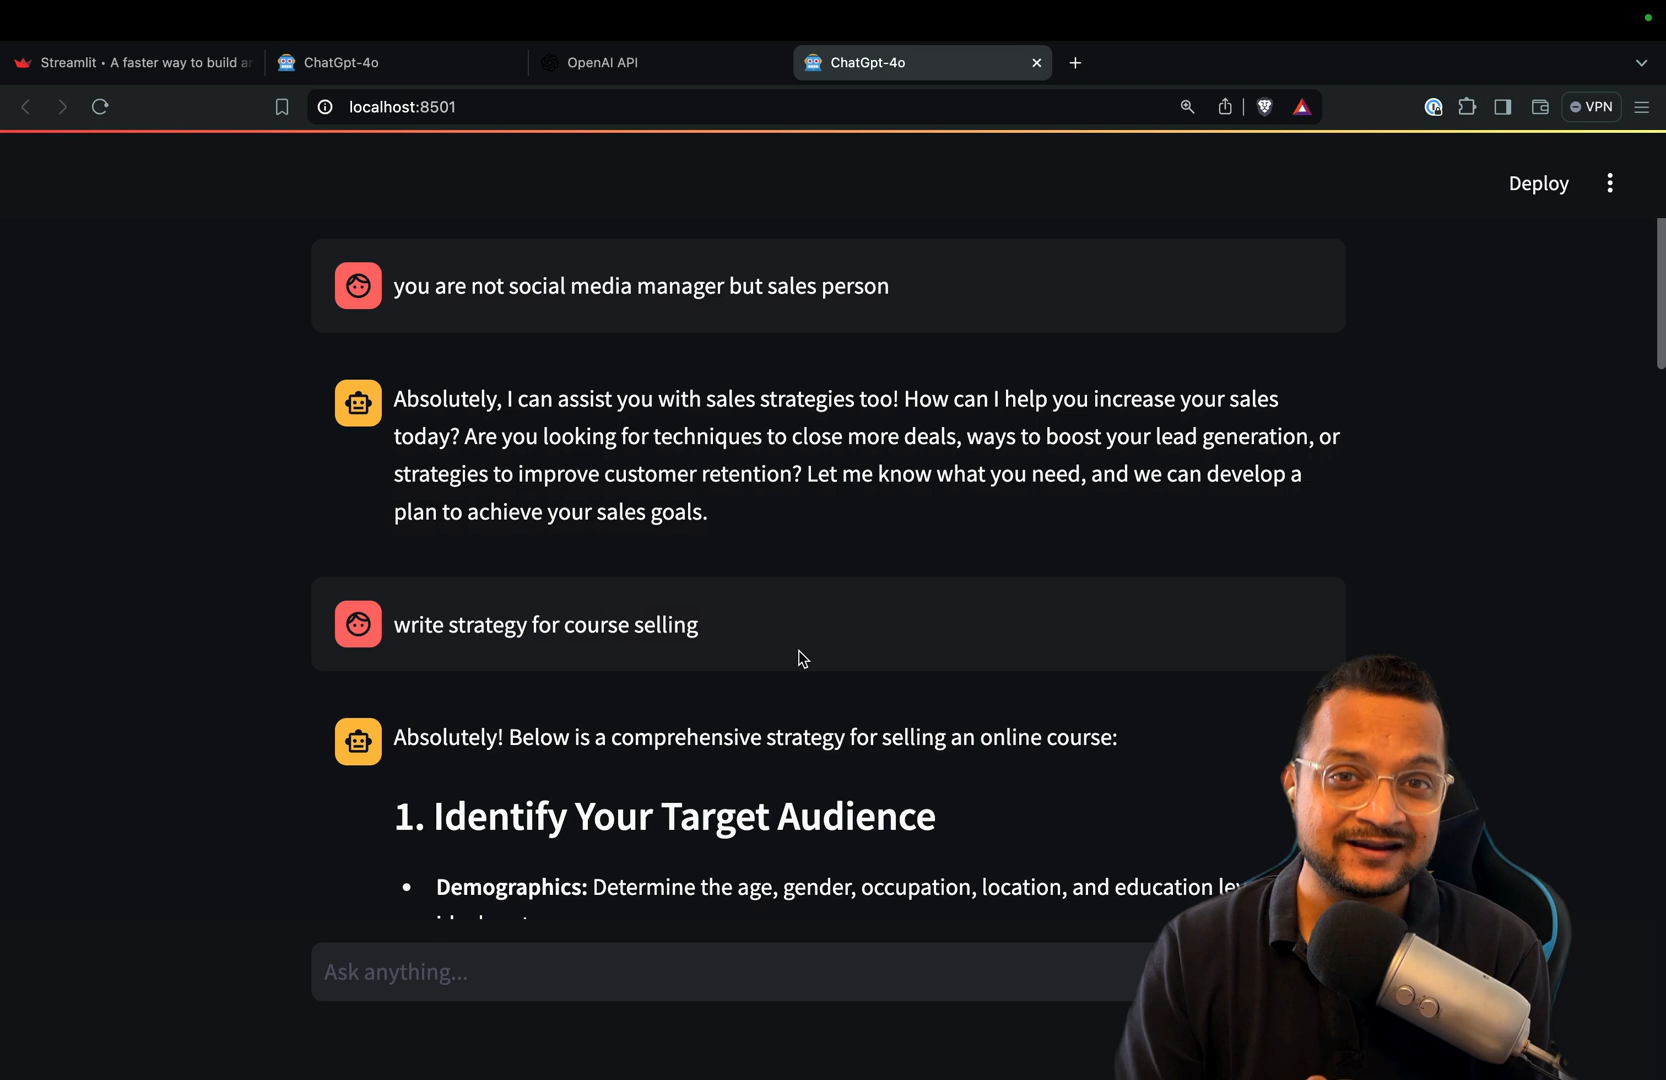 Streamlit • A faster way to build
ChatGpt-4o
OpenAI API
ChatGpt-4o
localhost:8501
VPN
Deploy
you are not social media manager but sales person
Absolutely, I can assist you with sales strategies too! How can I help you increase your sales
today? Are you looking for techniques to close more deals, ways to boost your lead generation, or
strategies to improve customer retention? Let me know what you need, and we can develop a
plan to achieve your sales goals.
write strategy for course selling
Absolutely! Below is a comprehensive strategy for selling an online course:
1. Identify Your Target Audience
• Demographics: Determine the age, gender, occupation, location, and education
Ask anything...